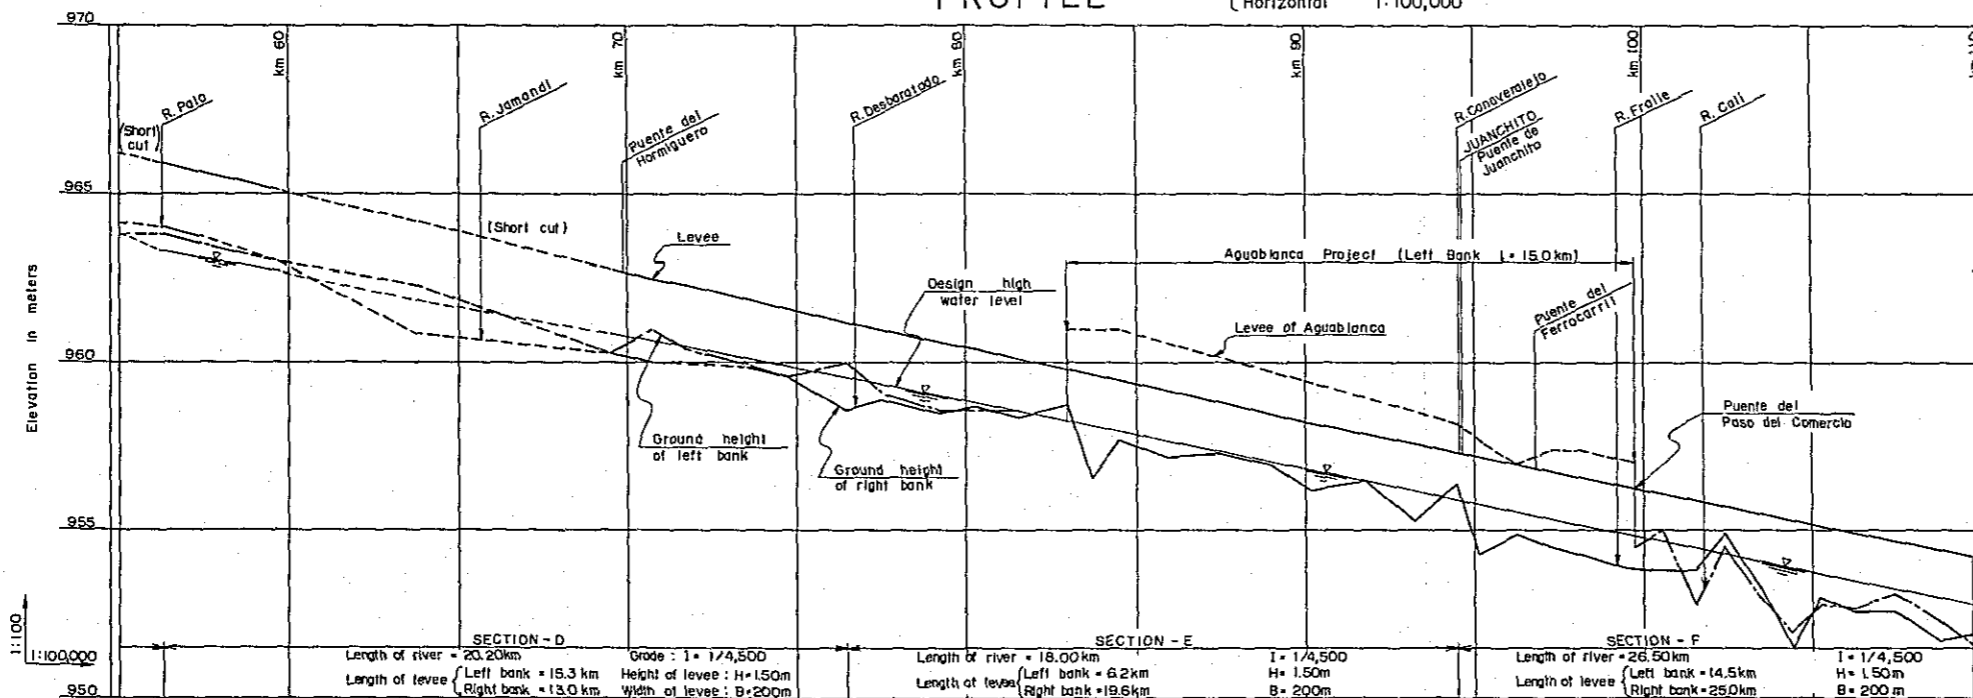 PROFILE
Horizontal 1:100,000
970
965
960
955
950
Elevation in meters
1:100
1:100,000
km 60
km 70
km 80
km 90
km 100
km 110
(Short cut)
R. Palo
R. Jamandi
Puente del
Hormiguero
R. Desbaratado
R. Canaveralejo
JUANCHITO
Puente de
Juanchito
R. Fralle
R. Cali
(Short cut)
Levee
Design high
water level
Aguablanca Project (Left Bank L = 15.0 km)
Levee of Aguablanca
Puente del
Ferrocarril
Puente del
Paso del Comercio
Ground height
of left bank
Ground height
of right bank
SECTION - D
Length of river = 20.20km Grade : I = 1/4,500
Length of levee { Left bank = 15.3 km Height of levee : H = 1.50m
Right bank = 13.0 km Width of levee : B = 200m
SECTION - E
Length of river = 18.00km I = 1/4,500
Length of levee { Left bank = 6.2km H = 1.50m
Right bank = 19.6km B = 200m
SECTION - F
Length of river = 26.50km I = 1/4,500
Length of levee { Left bank = 14.5km H = 1.50m
Right bank = 25.0km B = 200m